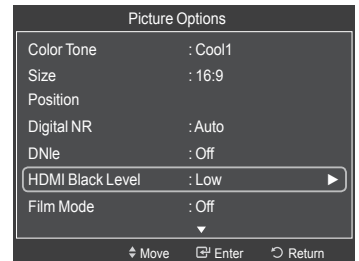 Picture Options
Color Tone : Cool1
Size : 16:9
Position
Digital NR : Auto
DNIe : Off
HDMI Black Level : Low ►
Film Mode : Off
▼
Move Enter Return